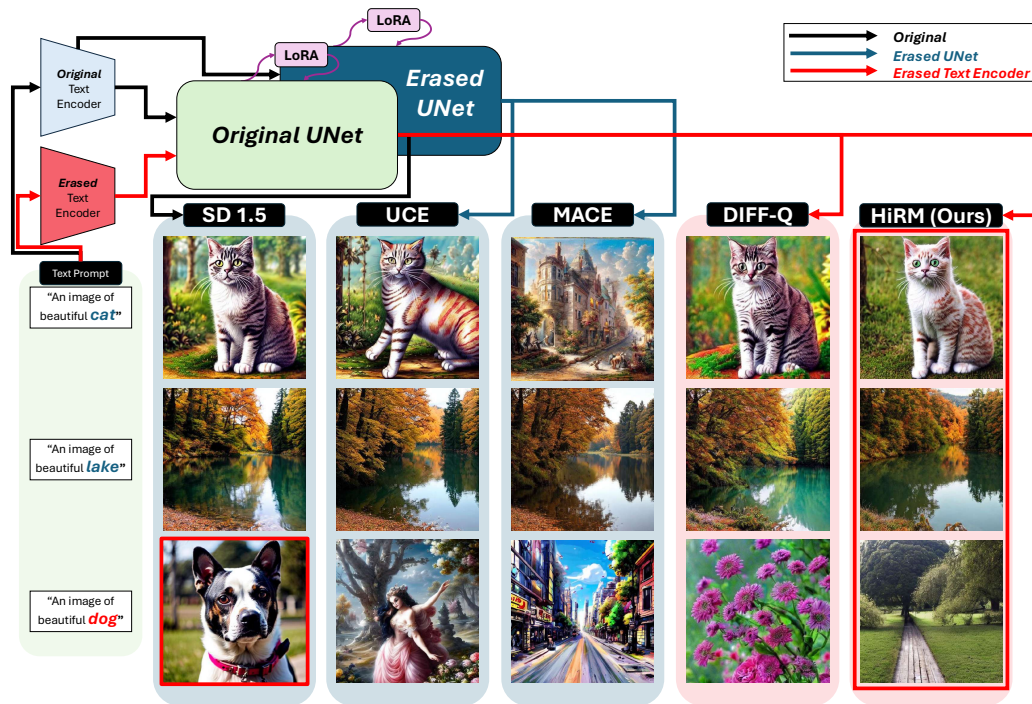 LoRA
LoRA
Original
Erased UNet
Erased Text Encoder
Original
Text
Encoder
Erased
UNet
Original UNet
Erased
Text
Encoder
SD 1.5
UCE
MACE
DIFF-Q
HiRM (Ours)
Text Prompt
“An image of
beautiful cat”
“An image of
beautiful lake”
“An image of
beautiful dog”